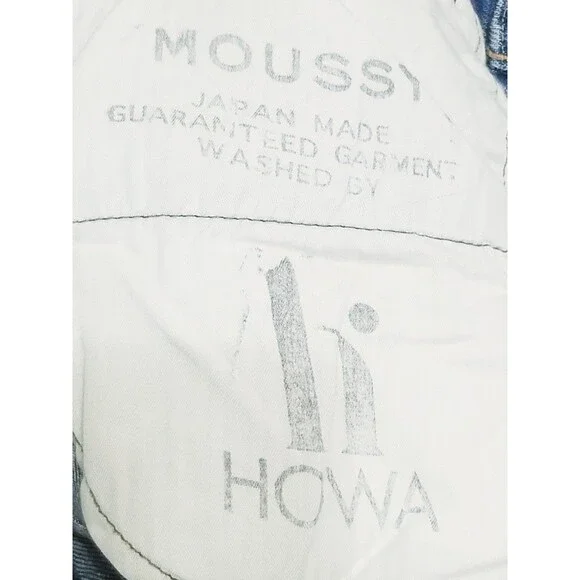 MOUSSY
JAPAN MADE
GUARANTEED GARMENT
WASHED BY
HOWA